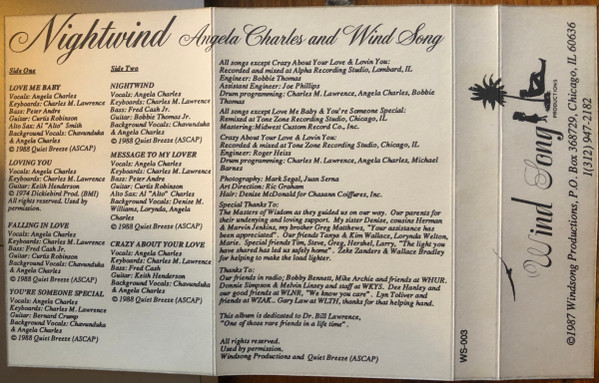 Nightwind Angela Charles and Wind Song
Side One
LOVE ME BABY
Vocals: Angela Charles
Keyboards: Charles M. Lawrence
Bass: Peter Andre
Guitar: Curtis Robinson
Alto Sax: Al "Alto" Smith
Background Vocals: Chavunduka
& Angela Charles
© 1988 Quiet Breeze (ASCAP)
LOVING YOU
Vocals: Angela Charles
Keyboards: Charles M. Lawrence
Guitar: Keith Henderson
© 1974 Dickiebird Prod. (BMI)
All rights reserved. Used by
permission.
FALLING IN LOVE
Vocals: Angela Charles
Keyboards: Charles M. Lawrence
Bass: Fred Cash Jr.
Guitar: Curtis Robinson
Background Vocals: Chavunduka
& Angela Charles
© 1988 Quiet Breeze (ASCAP)
YOU'RE SOMEONE SPECIAL
Vocals: Angela Charles
Keyboards: Charles M. Lawrence
Guitar: Bernard Crump
Background Vocals: Chavunduka
& Angela Charles
© 1988 Quiet Breeze (ASCAP)
Side Two
NIGHTWIND
Vocals: Angela Charles
Keyboards: Charles M. Lawrence
Bass: Fred Cash Jr.
Guitar: Bobbie Thomas Jr.
Background Vocals: Chavunduka
& Angela Charles
© 1988 Quiet Breeze (ASCAP)
MESSAGE TO MY LOVER
Vocals: Angela Charles
Keyboards: Charles M. Lawrence
Bass: Peter Andre
Guitar: Curtis Robinson
Alto Sax: Al "Alto" Charles
Background Vocals: Denise M.
Williams, Lorynda, Angela
Charles
© 1988 Quiet Breeze (ASCAP)
CRAZY ABOUT YOUR LOVE
Vocals: Angela Charles
Keyboards: Charles M. Lawrence
Bass: Fred Cash
Guitar: Keith Henderson
Background Vocals: Chavunduka
& Angela Charles
© 1988 Quiet Breeze (ASCAP)
All songs except Crazy About Your Love & Lovin You:
Recorded and mixed at Alpha Recording Studio, Lombard, IL
Engineer: Bobbie Thomas
Assistant Engineer: Joe Phillips
Drum programming: Charles M. Lawrence, Angela Charles, Bobbie
Thomas
All songs except Love Me Babe & You're Someone Special:
Remixed at Tone Zone Recording Studio, Chicago, IL
Mastering:Midwest Custom Record Co., Inc.
Crazy About Your Love & Lovin You:
Recorded & mixed at Tone Zone Recording Studio, Chicago, IL
Engineer: Roger Heiss
Drum programming: Charles M. Lawrence, Angela Charles, Michael
Barnes
Photography: Mark Segal, Juan Serna
Art Direction: Ric Graham
Hair: Denise McDonald for Chasann Coiffures, Inc.
Special Thanks To:
The Masters of Wisdom as they guided us on our way. Our parents for
their undenying and loving support. My sister Denise, cousins Herman
& Marvin Jenkins, my brother Greg Matthews, "Your assistance has
been appreciated". Our friends Tanya & Kim Wallace, Lorynda Welton,
Marie. Special friends Tim, Steve, Greg, Hershel, Larry, "The light you
have shared has led us safely home". Zeke Zanders & Wallace Bradley
for helping to make the load lighter.
Thanks To:
Our friends in radio; Bobby Bennett, Mike Archie and friends at WHUR.
Donnie Simpson & Melvin Linzey and staff at WKYS. Dee Hanley and
our good friends at WLNR, "We know you care". Lyn Toliver and
friends at WZAK.. Gary Law at WLTH, thanks for that helping hand.
This album is dedicated to Dr. Bill Lawrence,
"One of those rare friends in a life time".
All rights reserved.
Used by permission,
Windsong Productions and Quiet Breeze (ASCAP)
WS-003
Wind Song
PRODUCTIONS
©1987 Windsong Productions, P.O. Box 368729, Chicago, IL 60636
1(312) 947-2182